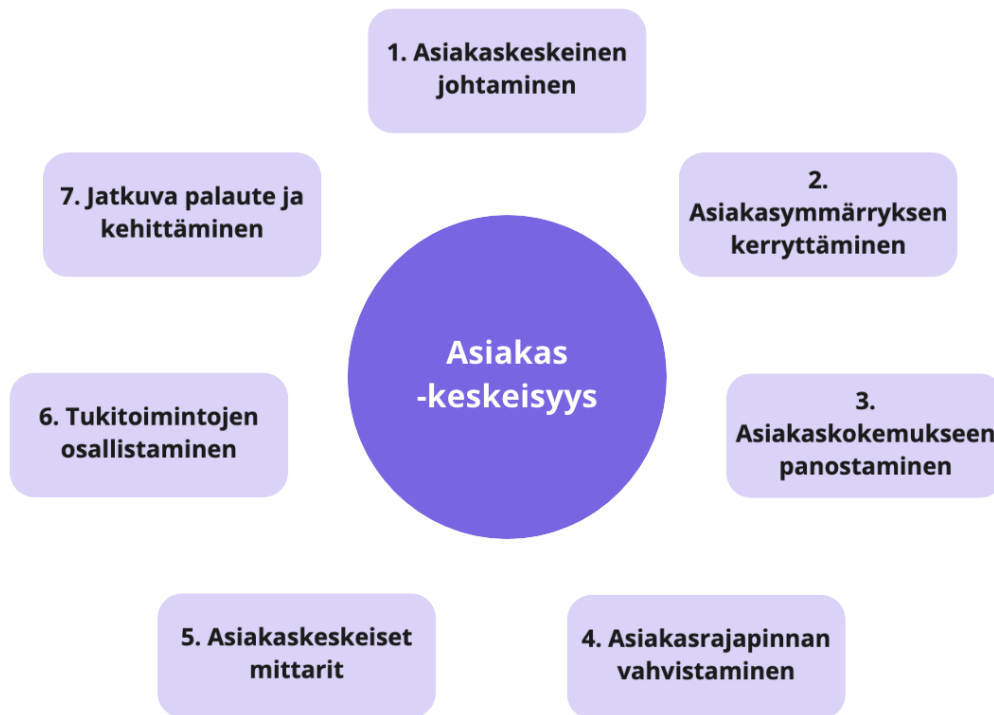 1. Asiakaskeskeinen
johtaminen
7. Jatkuva palaute ja
kehittäminen
2.
Asiakasymmärryksen
kerryttäminen
Asiakas
-keskeisyys
6. Tukitoimintojen
osallistaminen
3.
Asiakaskokemukseen
panostaminen
5. Asiakaskeskeiset
mittarit
4. Asiakasrajapinnan
vahvistaminen